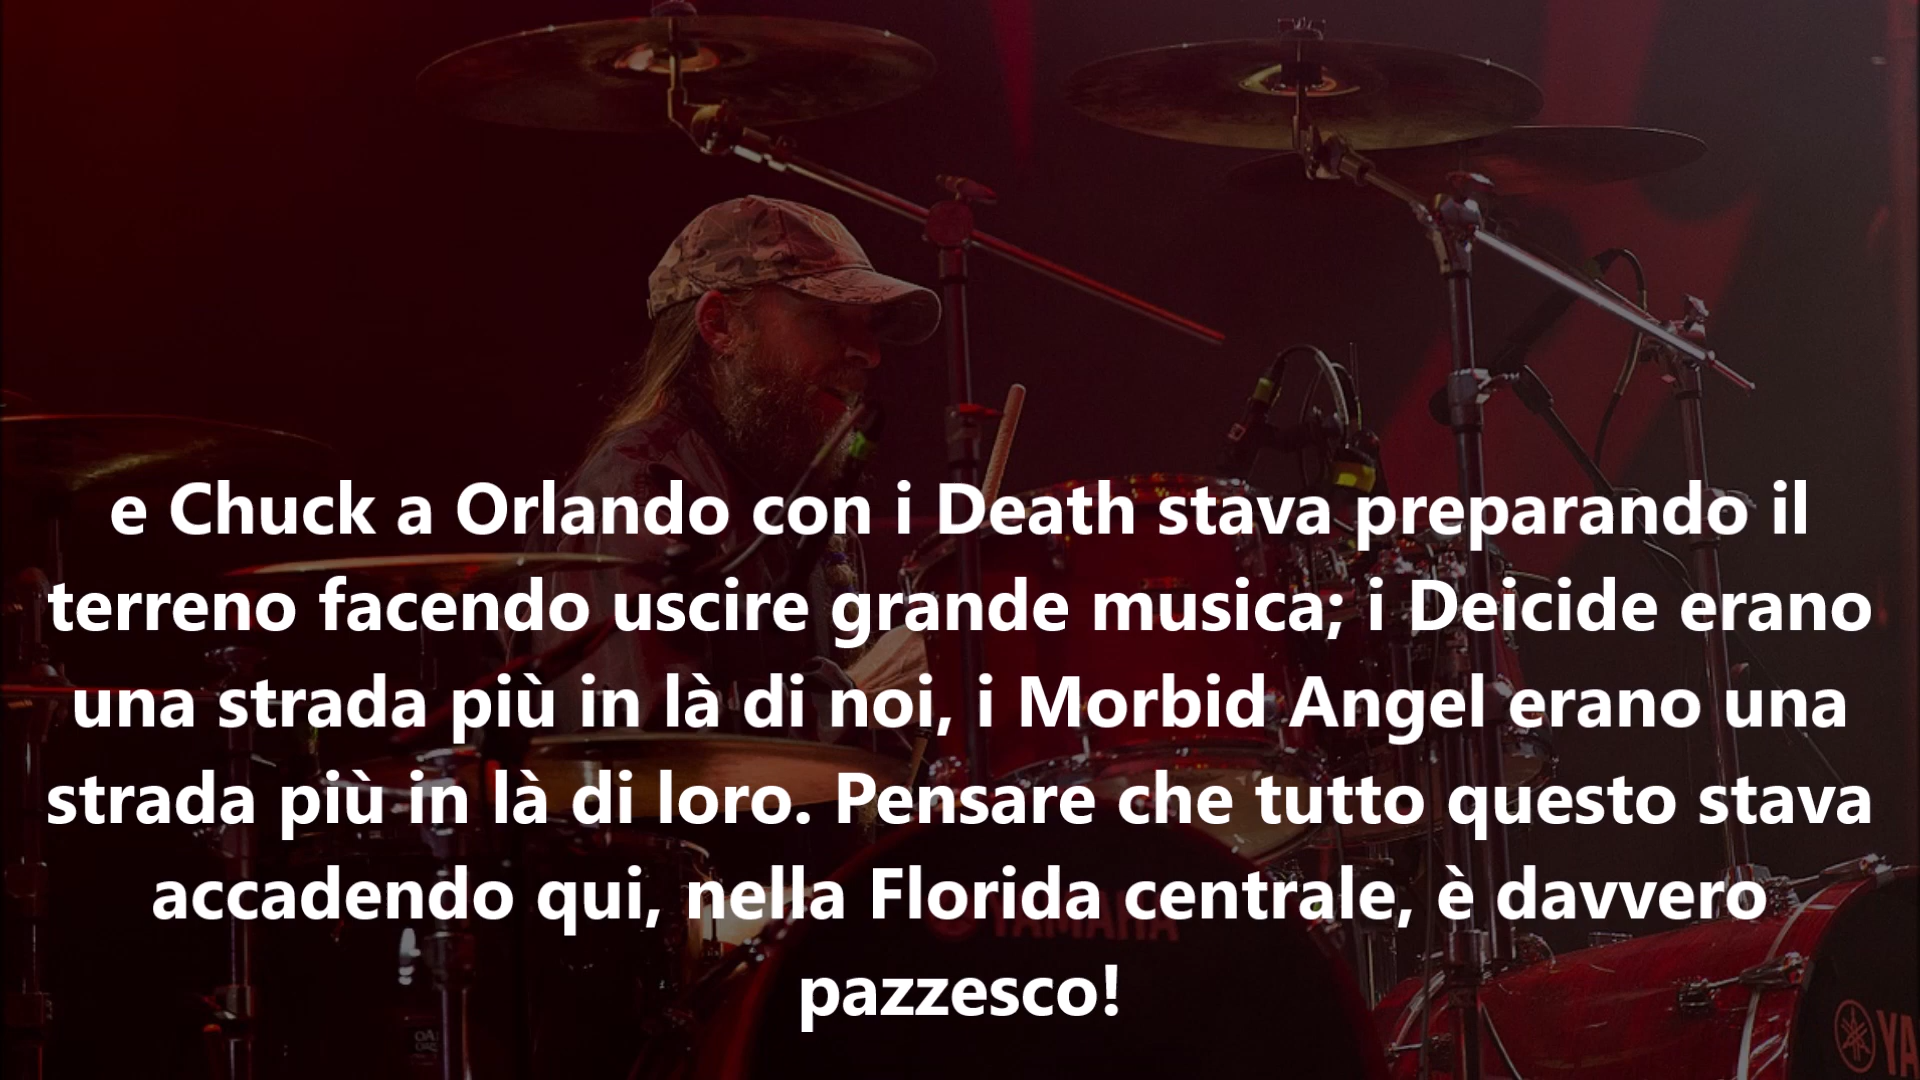 e Chuck a Orlando con i Death stava preparando il
terreno facendo uscire grande musica; i Deicide erano
una strada più in là di noi, i Morbid Angel erano una
strada più in là di loro. Pensare che tutto questo stava
accadendo qui, nella Florida centrale, è davvero
YAMAHA
pazzesco!
YA